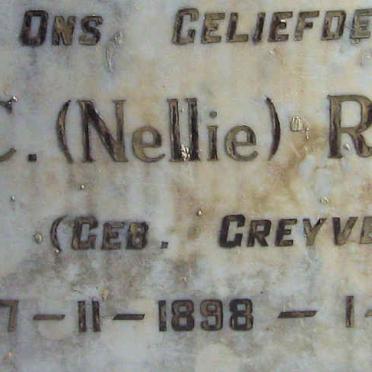 ONS GELIEFDE
C. (Nellie) R
(GEB. GREYVE
7-11-1898 - 1-